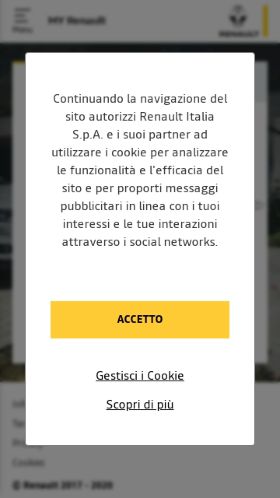 MY Renault
RENAULT
Menu
Continuando la navigazione del
sito autorizzi Renault Italia
S.p.A. e i suoi partner ad
utilizzare i cookie per analizzare
le funzionalità e l'efficacia del
sito e per proporti messaggi
pubblicitari in linea con i tuoi
interessi e le tue interazioni
attraverso i social networks.
ACCETTO
Gestisci i Cookie
Scopri di più
Cookies
© Renault 2017 - 2020